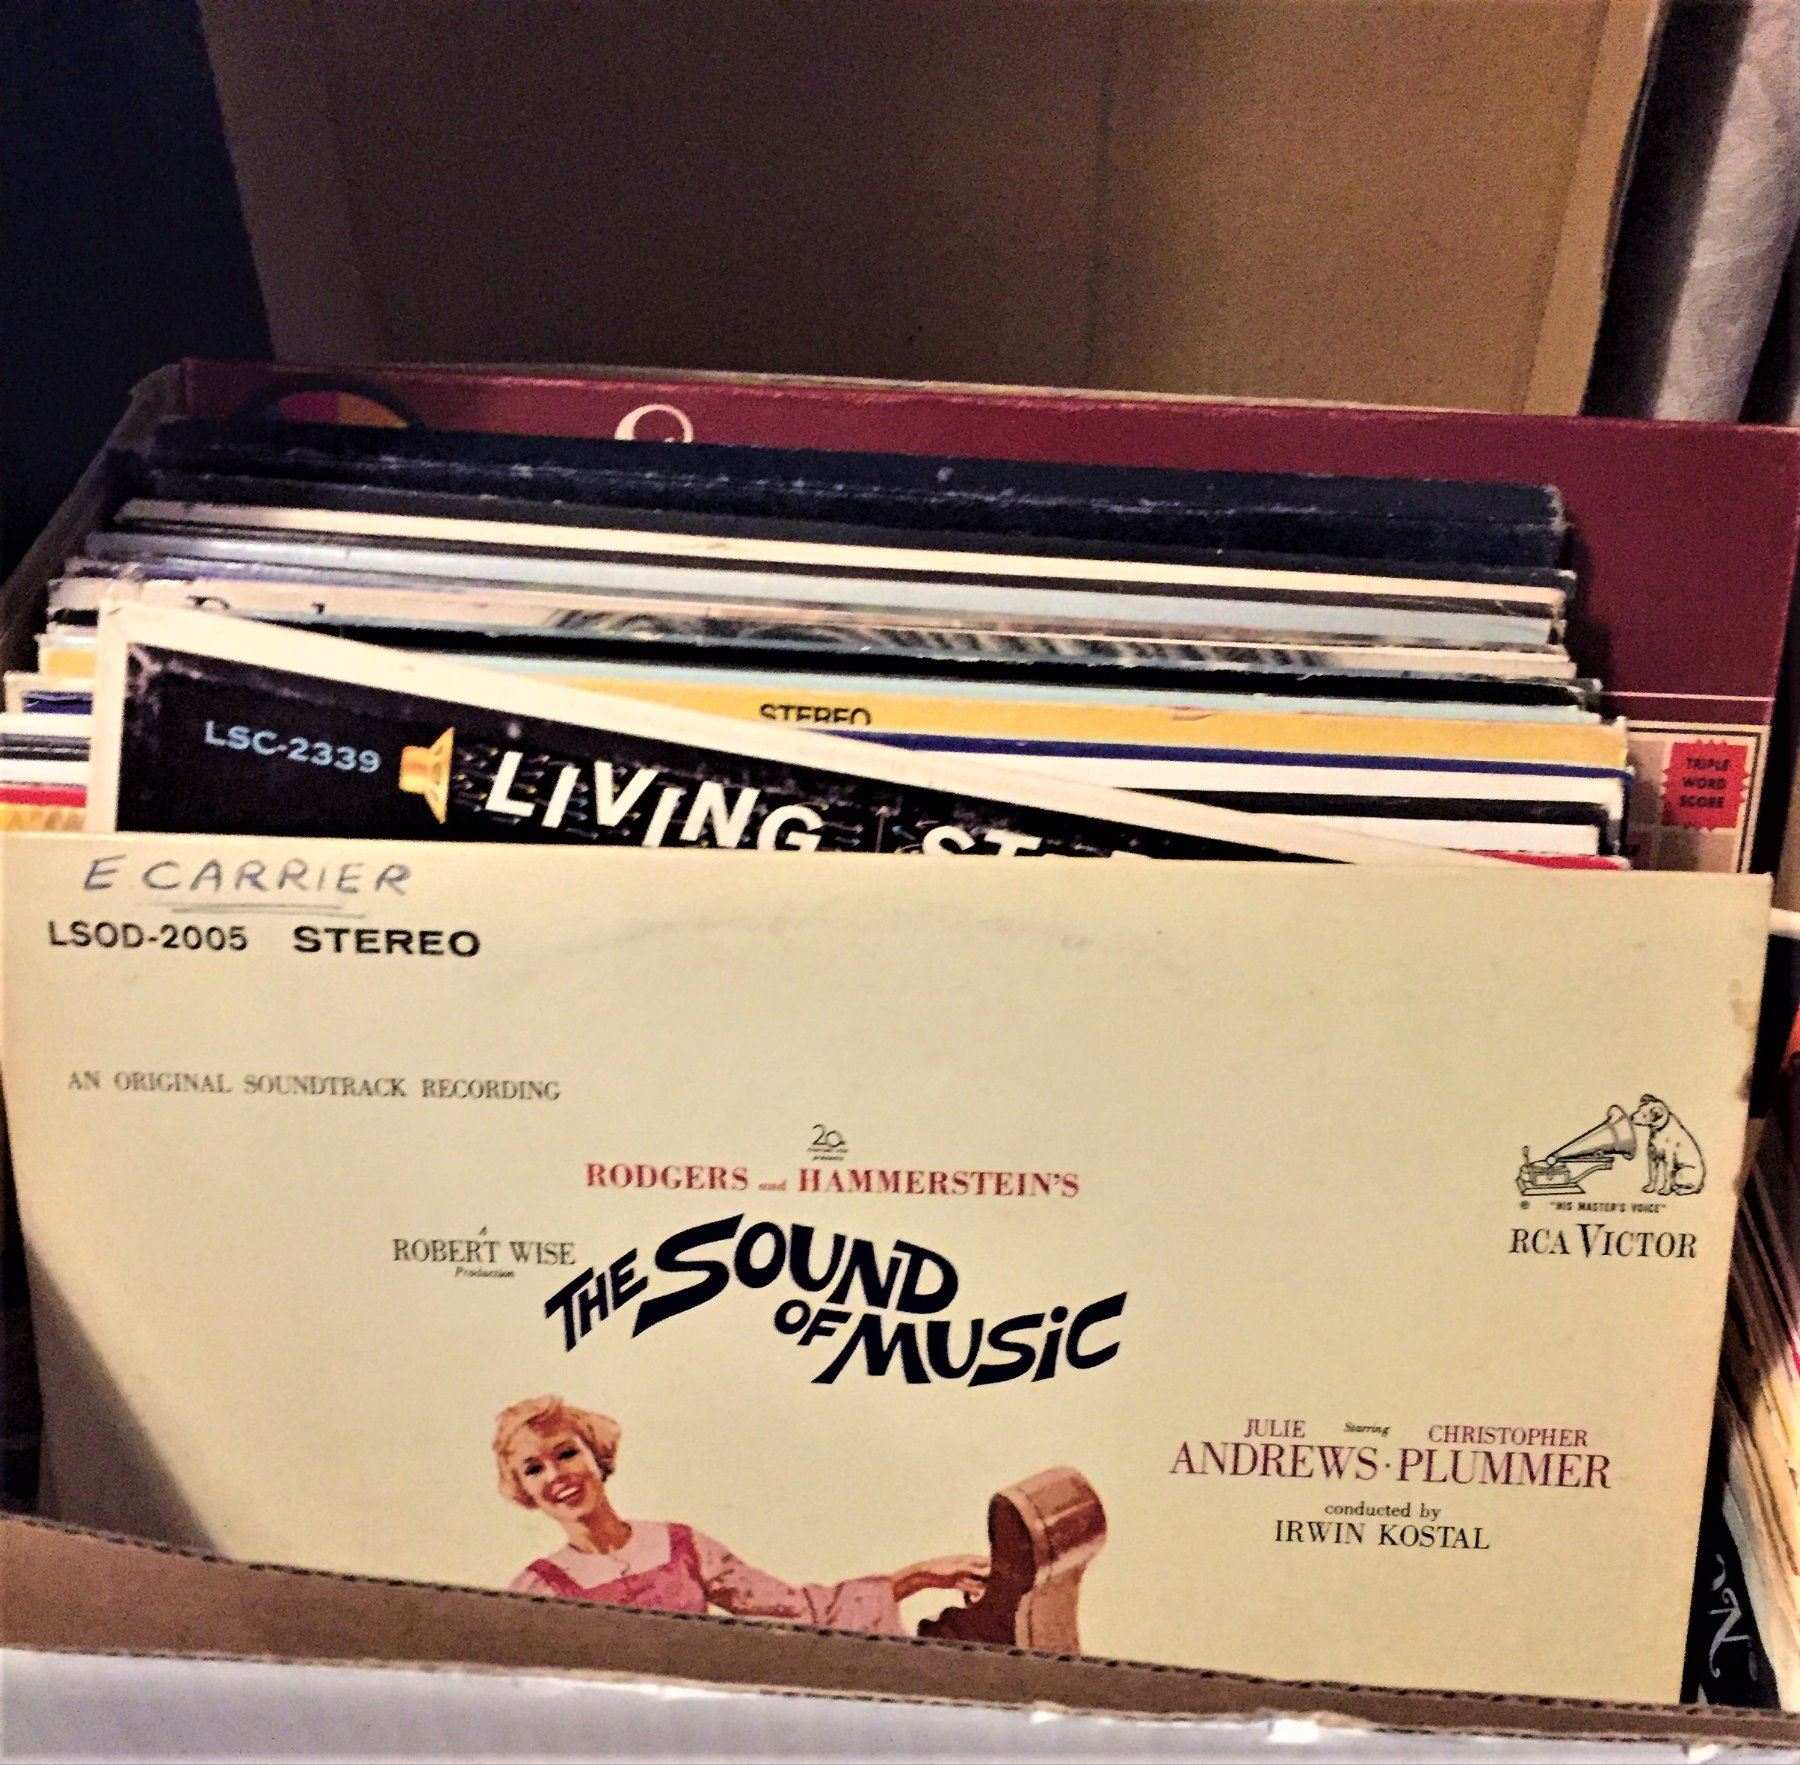 STEREO
LSC-2339
LIVING
TRIPLE
WORD
SCORE
E. CARRIER
LSOD-2005 STEREO
AN ORIGINAL SOUNDTRACK RECORDING
20
RODGERS and HAMMERSTEIN'S
A
ROBERT WISE
Production
THE SOUND
OF MUSIC
"HIS MASTER'S VOICE"
RCA VICTOR
JULIE Starring CHRISTOPHER
ANDREWS · PLUMMER
conducted by
IRWIN KOSTAL